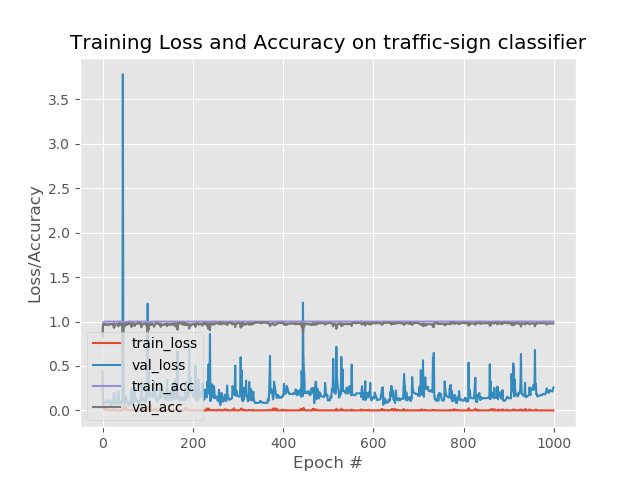 Training Loss and Accuracy on traffic-sign classifier
3.5
3.0
2.5
2.0
1.5
1.0
0.5
0.0
Loss/Accuracy
train_loss
val_loss
train_acc
val_acc
0 200 400 600 800 1000
Epoch #